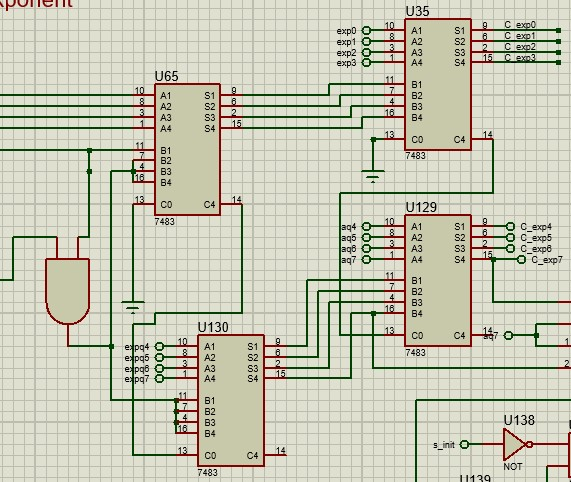 xponent
U35
exp0 10 A1 S1 9 C_exp0
exp1 8 A2 S2 6 C_exp1
exp2 3 A3 S3 2 C_exp2
exp3 1 A4 S4 15 C_exp3
11 B1
7 B2
4 B3
16 B4
13 C0 C4 14
7483
U65
10 A1 S1 9
8 A2 S2 6
3 A3 S3 2
1 A4 S4 15
11 B1
7 B2
4 B3
16 B4
13 C0 C4 14
7483
U129
aq4 10 A1 S1 9 C_exp4
aq5 8 A2 S2 6 C_exp5
aq6 3 A3 S3 2 C_exp6
aq7 1 A4 S4 15 C_exp7
11 B1
7 B2
4 B3
16 B4
13 C0 C4 14 aq7
7483
1
2
U130
expq4 10 A1 S1 9
expq5 8 A2 S2 6
expq6 3 A3 S3 2
expq7 1 A4 S4 15
11 B1
7 B2
4 B3
16 B4
13 C0 C4 14
7483
U138
s_init
NOT
U139